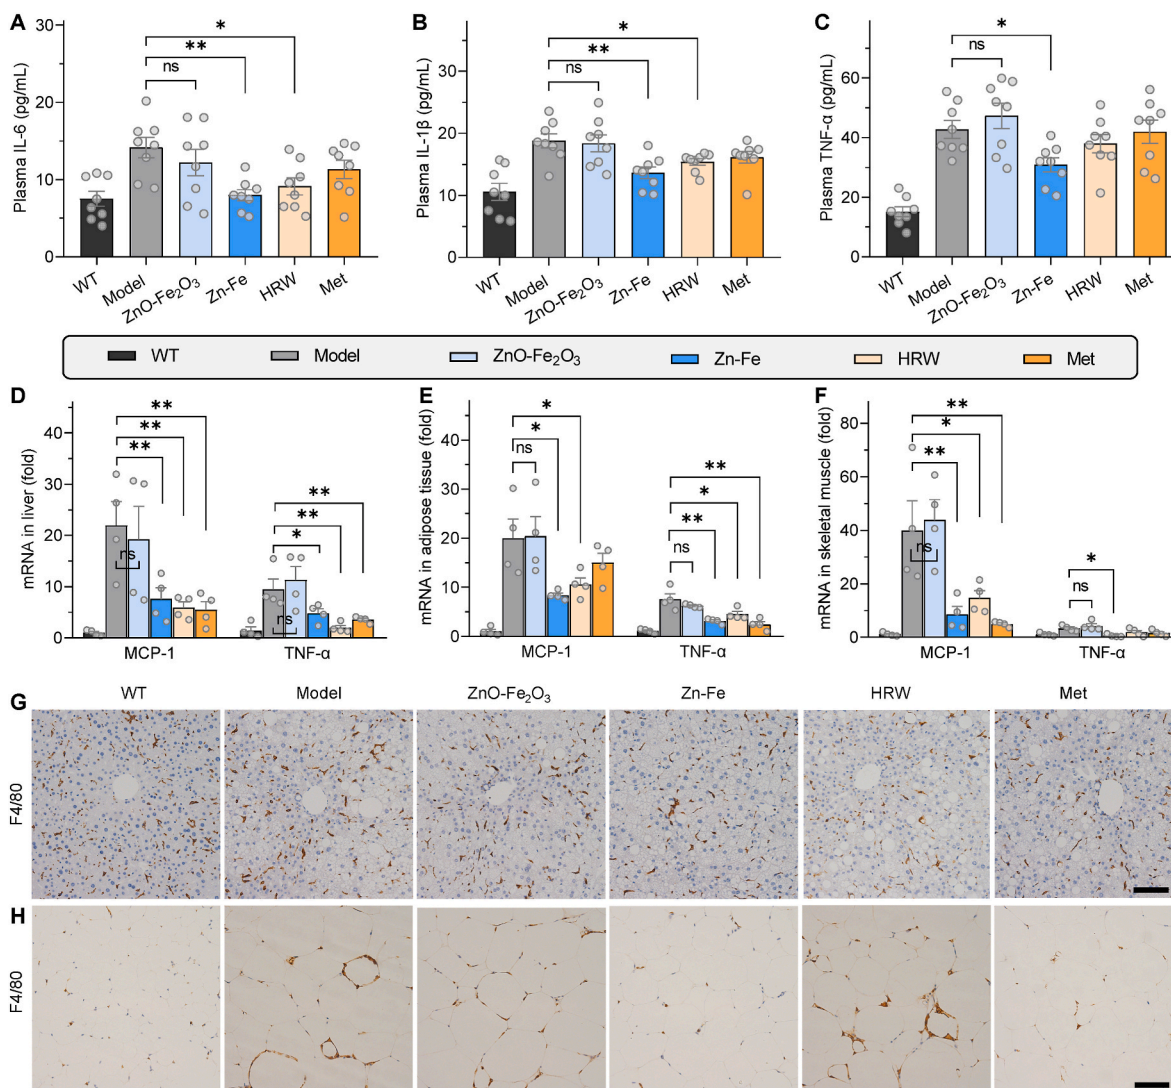 A
Plasma IL-6 (pg/mL)
30
20
10
0
*
**
ns
WT
Model
ZnO-Fe₂O₃
Zn-Fe
HRW
Met
B
Plasma IL-1β (pg/mL)
40
30
20
10
0
*
**
ns
WT
Model
ZnO-Fe₂O₃
Zn-Fe
HRW
Met
C
Plasma TNF-α (pg/mL)
60
40
20
0
*
ns
WT
Model
ZnO-Fe₂O₃
Zn-Fe
HRW
Met
WT Model ZnO-Fe₂O₃ Zn-Fe HRW Met
D
mRNA in liver (fold)
40
30
20
10
0
**
**
**
ns
**
**
*
ns
MCP-1 TNF-α
E
mRNA in adipose tissue (fold)
40
30
20
10
0
*
*
ns
**
*
**
ns
MCP-1 TNF-α
F
mRNA in skeletal muscle (fold)
80
60
40
20
0
**
*
**
ns
*
ns
MCP-1 TNF-α
WT Model ZnO-Fe₂O₃ Zn-Fe HRW Met
G
F4/80
H
F4/80